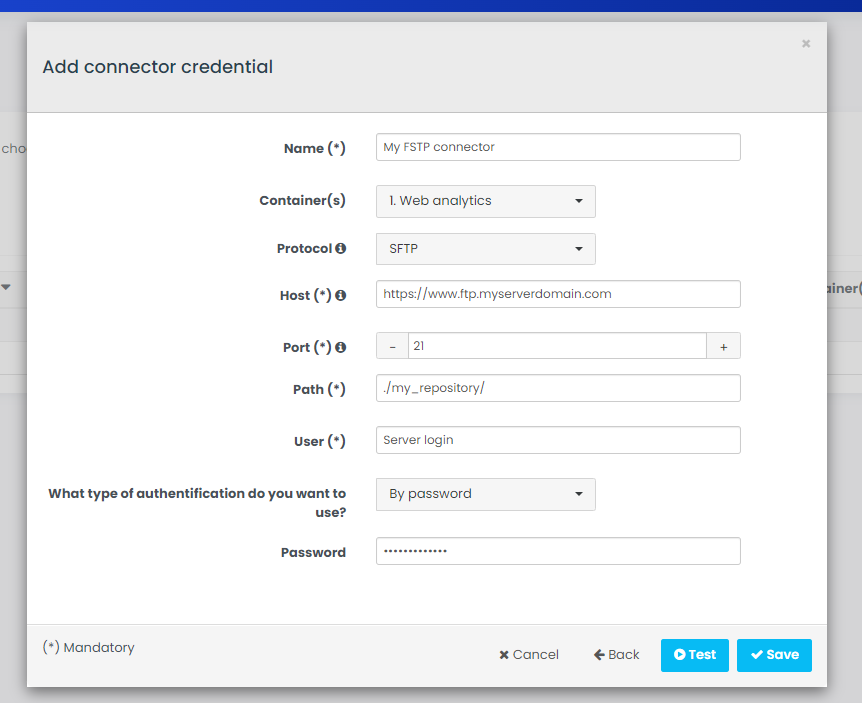 Add connector credential
×
cho
Name (*) My FSTP connector
Container(s) 1. Web analytics
Protocol SFTP
Host (*) https://www.ftp.myserverdomain.com
ainer(
Port (*) - 21 +
Path (*) ./my_repository/
User (*) Server login
What type of authentification do you want to By password
use?
Password •••••••••••••
(*) Mandatory
Cancel Back Test Save